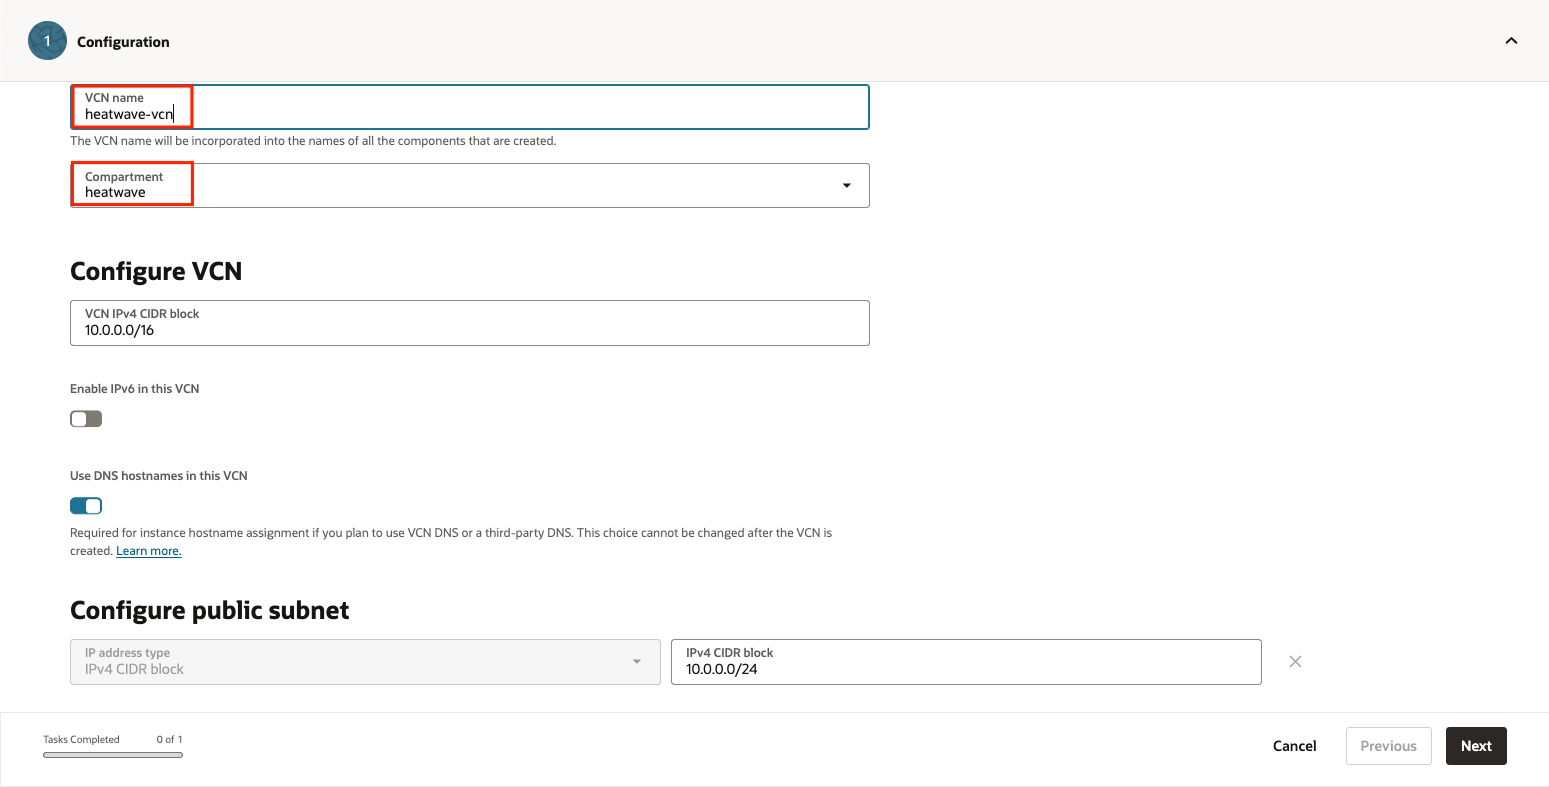 1
Configuration
VCN name
heatwave-vcn
The VCN name will be incorporated into the names of all the components that are created.
Compartment
heatwave
Configure VCN
VCN IPv4 CIDR block
10.0.0.0/16
Enable IPv6 in this VCN
Use DNS hostnames in this VCN
Required for instance hostname assignment if you plan to use VCN DNS or a third-party DNS. This choice cannot be changed after the VCN is
created. Learn more.
Configure public subnet
IP address type
IPv4 CIDR block
IPv4 CIDR block
10.0.0.0/24
Tasks Completed 0 of 1
Cancel
Previous
Next